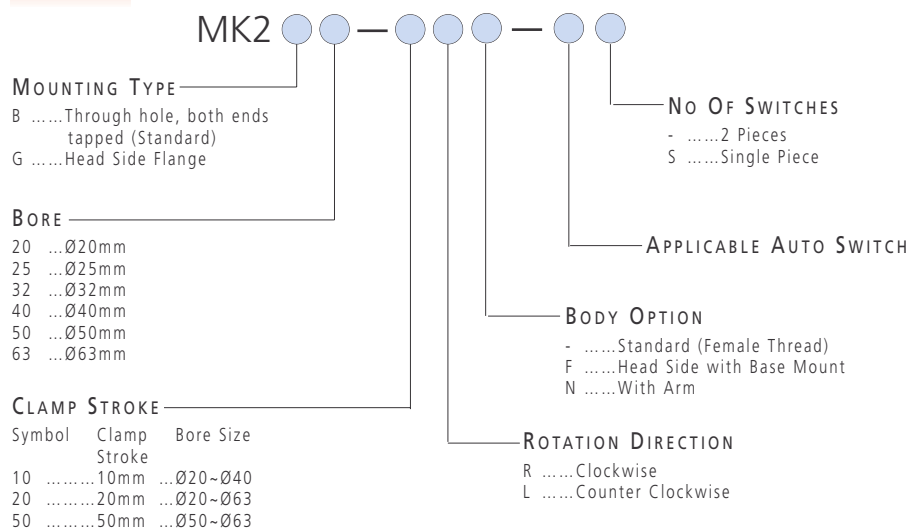 MK2 — —
MOUNTING TYPE
B ......Through hole, both ends
tapped (Standard)
G ......Head Side Flange
BORE
20 ...Ø20mm
25 ...Ø25mm
32 ...Ø32mm
40 ...Ø40mm
50 ...Ø50mm
63 ...Ø63mm
CLAMP STROKE
Symbol Clamp Bore Size
Stroke
10 .........10mm ...Ø20~Ø40
20 .........20mm ...Ø20~Ø63
50 .........50mm ...Ø50~Ø63
NO OF SWITCHES
- ......2 Pieces
S ......Single Piece
APPLICABLE AUTO SWITCH
BODY OPTION
- ......Standard (Female Thread)
F ......Head Side with Base Mount
N ......With Arm
ROTATION DIRECTION
R ......Clockwise
L ......Counter Clockwise